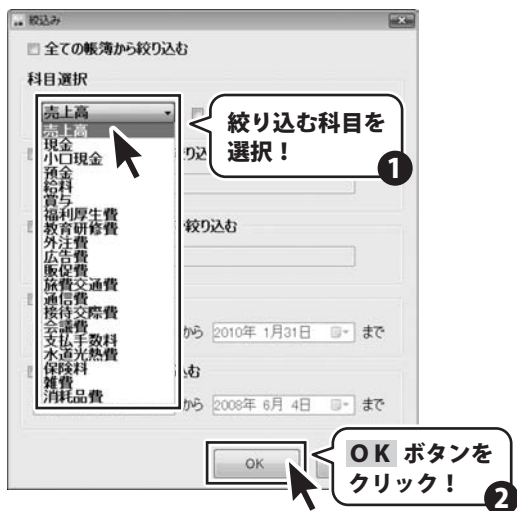 絞込み
全ての帳簿から絞り込む
科目選択
売上高
絞り込む科目を
選択！
1
売上高
現金
小口現金
り込
預金
給料
賞与
福利厚生費
教育研修費
絞り込む
外注費
広告費
販促費
旅費交通費
通信費
接待交際費
会議費
支払手数料
から 2010年 1月31日 まで
水道光熱費
保険料
込む
雑費
消耗品費
から 2008年 6月 4日 まで
OK
OK ボタンを
クリック！
2